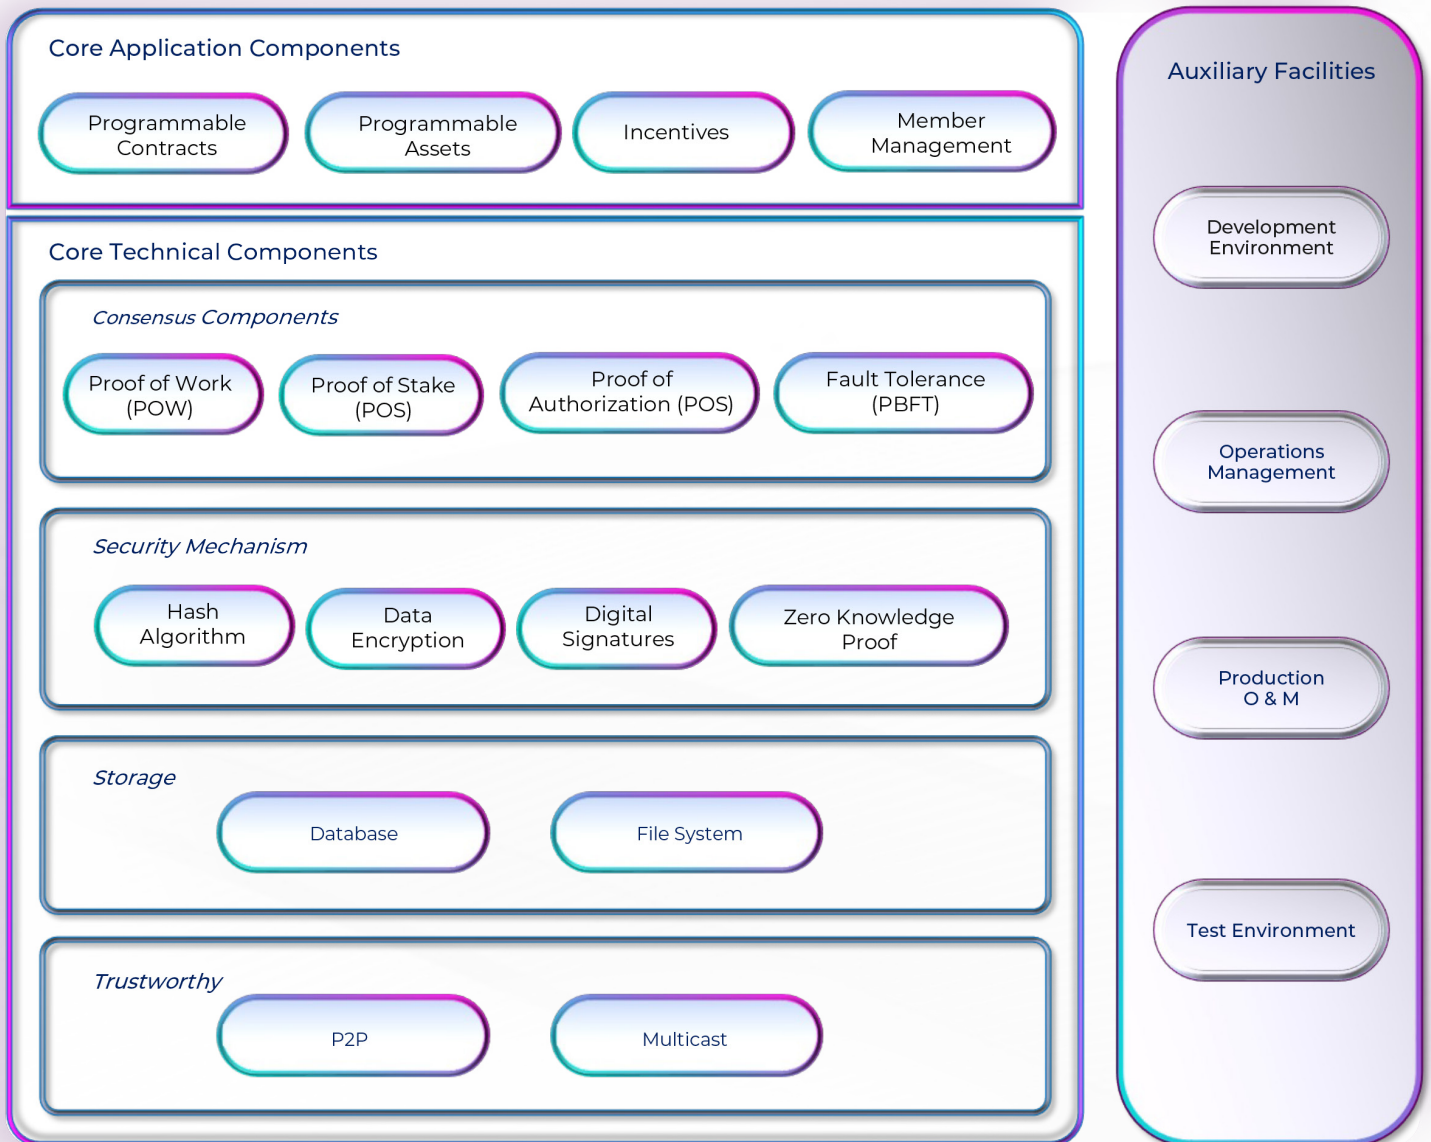 Core Application Components
Programmable
Contracts
Programmable
Assets
Incentives
Member
Management
Core Technical Components
Consensus Components
Proof of Work
(POW)
Proof of Stake
(POS)
Proof of
Authorization (POS)
Fault Tolerance
(PBFT)
Security Mechanism
Hash
Algorithm
Data
Encryption
Digital
Signatures
Zero Knowledge
Proof
Storage
Database
File System
Trustworthy
P2P
Multicast
Auxiliary Facilities
Development
Environment
Operations
Management
Production
O & M
Test Environment